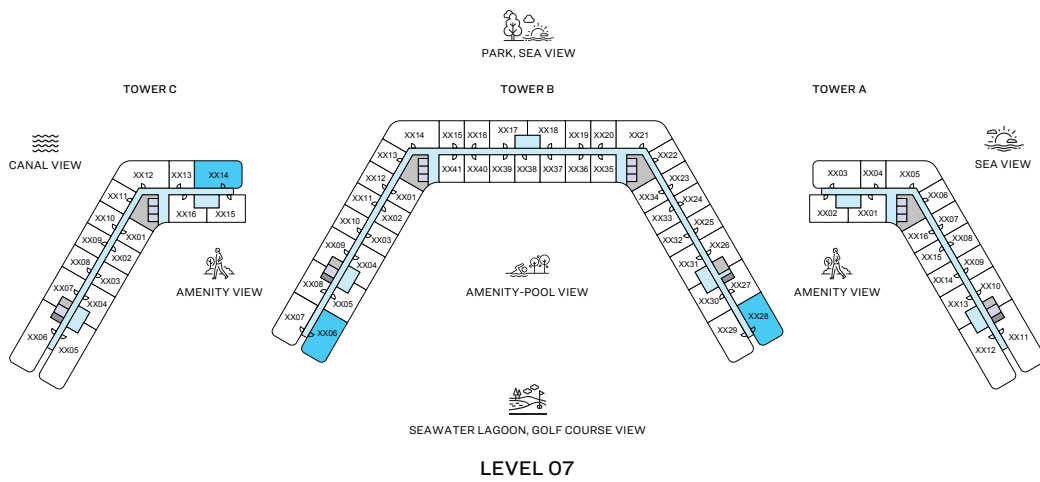 PARK, SEA VIEW
TOWER C
TOWER B
TOWER A
CANAL VIEW
SEA VIEW
XX12
XX13
XX14
XX11
XX10
XX09
XX08
XX07
XX06
XX05
XX04
XX03
XX02
XX01
XX16
XX15
AMENITY VIEW
XX14
XX15
XX16
XX17
XX18
XX19
XX20
XX21
XX13
XX12
XX11
XX10
XX09
XX08
XX07
XX06
XX05
XX04
XX03
XX02
XX01
XX41
XX40
XX39
XX38
XX37
XX36
XX35
XX34
XX33
XX32
XX31
XX30
XX29
XX22
XX23
XX24
XX25
XX26
XX27
XX28
AMENITY-POOL VIEW
XX03
XX04
XX05
XX02
XX01
XX06
XX07
XX08
XX09
XX10
XX11
XX16
XX15
XX14
XX13
XX12
AMENITY VIEW
SEAWATER LAGOON, GOLF COURSE VIEW
LEVEL 07